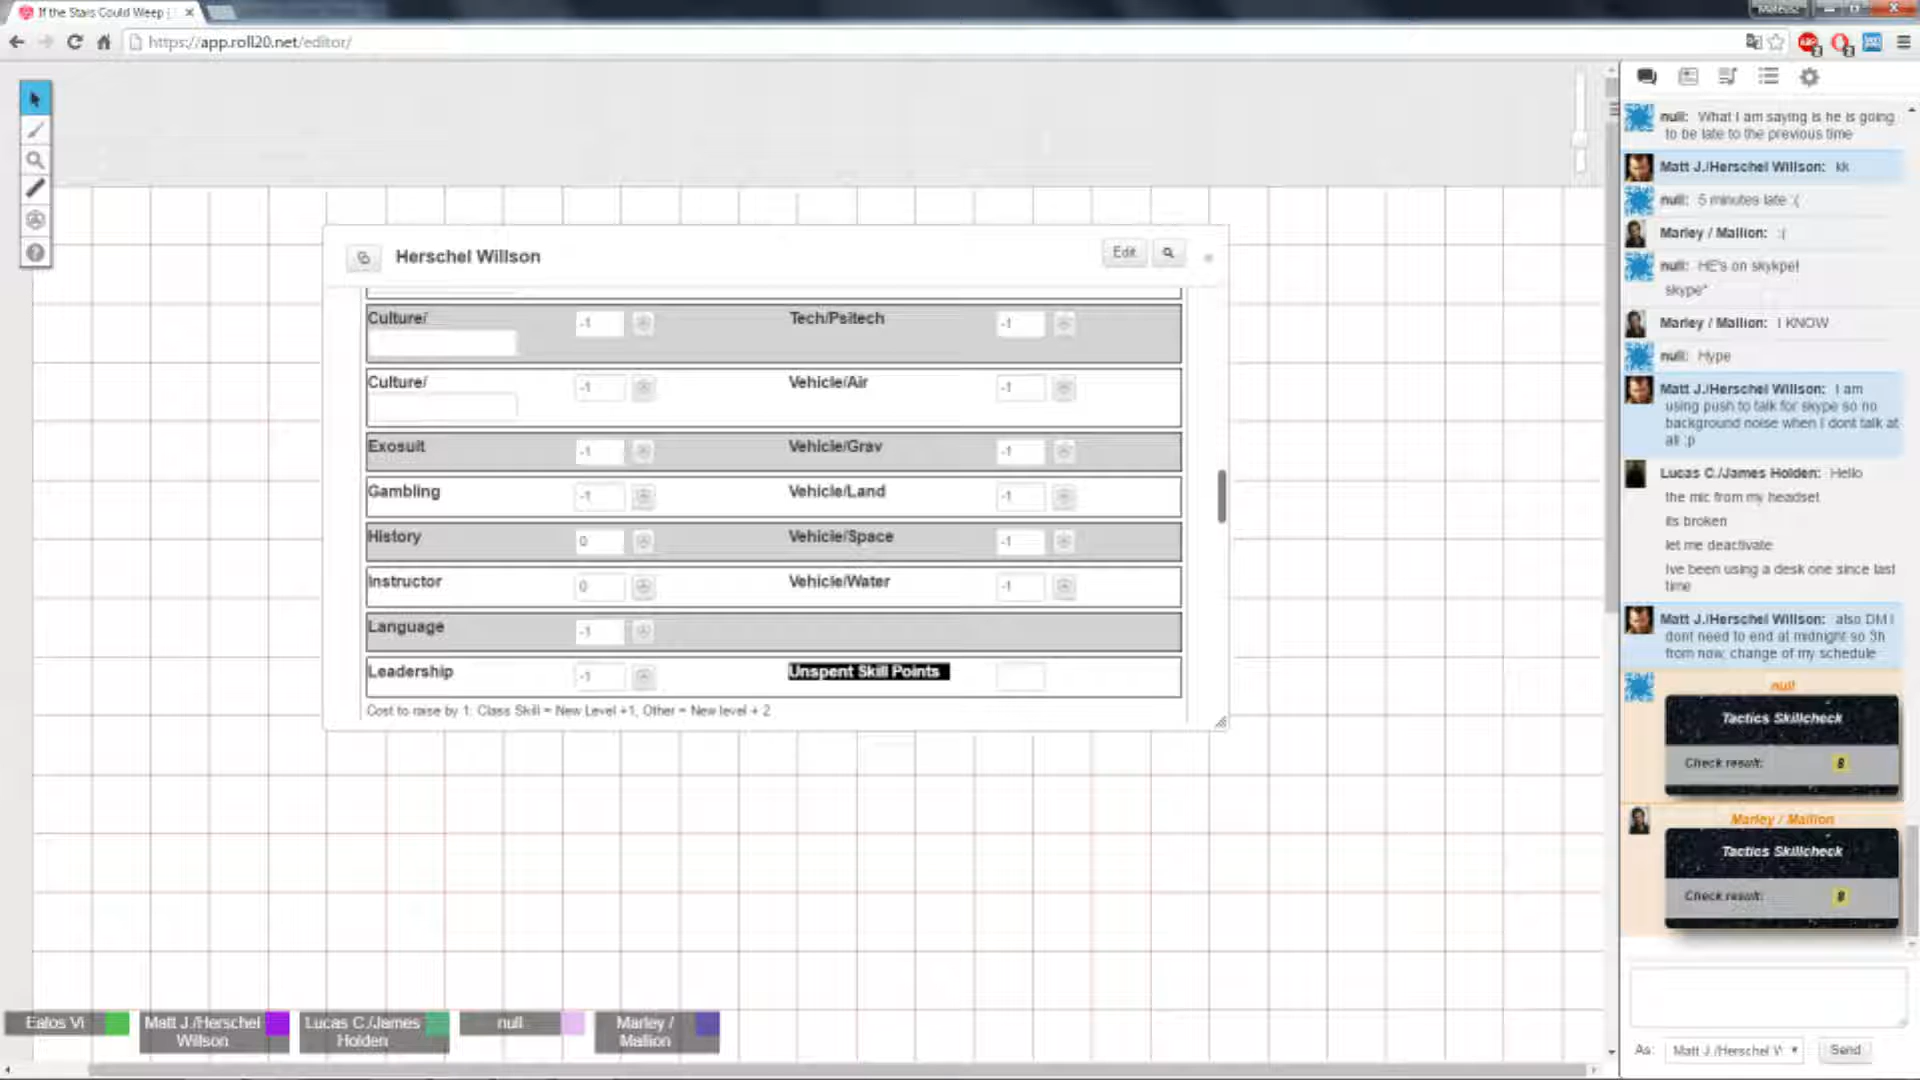 If the Stars Could Weep |
Mateusz
https://app.roll20.net/editor/
Herschel Willson
Edit
Culture/
-1
Tech/Psitech
-1
Culture/
-1
Vehicle/Air
-1
Exosuit
-1
Vehicle/Grav
-1
Gambling
-1
Vehicle/Land
-1
History
0
Vehicle/Space
-1
Instructor
0
Vehicle/Water
-1
Language
-1
Leadership
-1
Unspent Skill Points
Cost to raise by 1: Class Skill = New Level +1, Other = New level + 2
null: What I am saying is he is going
to be late to the previous time
Matt J./Herschel Willson: kk
null: 5 minutes late :(
Marley / Mallion: :(
null: HE's on skykpe!
skype*
Marley / Mallion: I KNOW
null: Hype
Matt J./Herschel Willson: I am
using push to talk for skype so no
background noise when I dont talk at
all :p
Lucas C./James Holden: Hello
the mic from my headset
its broken
let me deactivate
Ive been using a desk one since last
time
Matt J./Herschel Willson: also DM I
dont need to end at midnight so 3h
from now, change of my schedule
null
Tactics Skillcheck
Check result: 8
Marley / Mallion
Tactics Skillcheck
Check result: 8
Ealos VI
Matt J./Herschel
Willson
Lucas C./James
Holden
null
Marley /
Mallion
As:
Matt J./Herschel W
Send